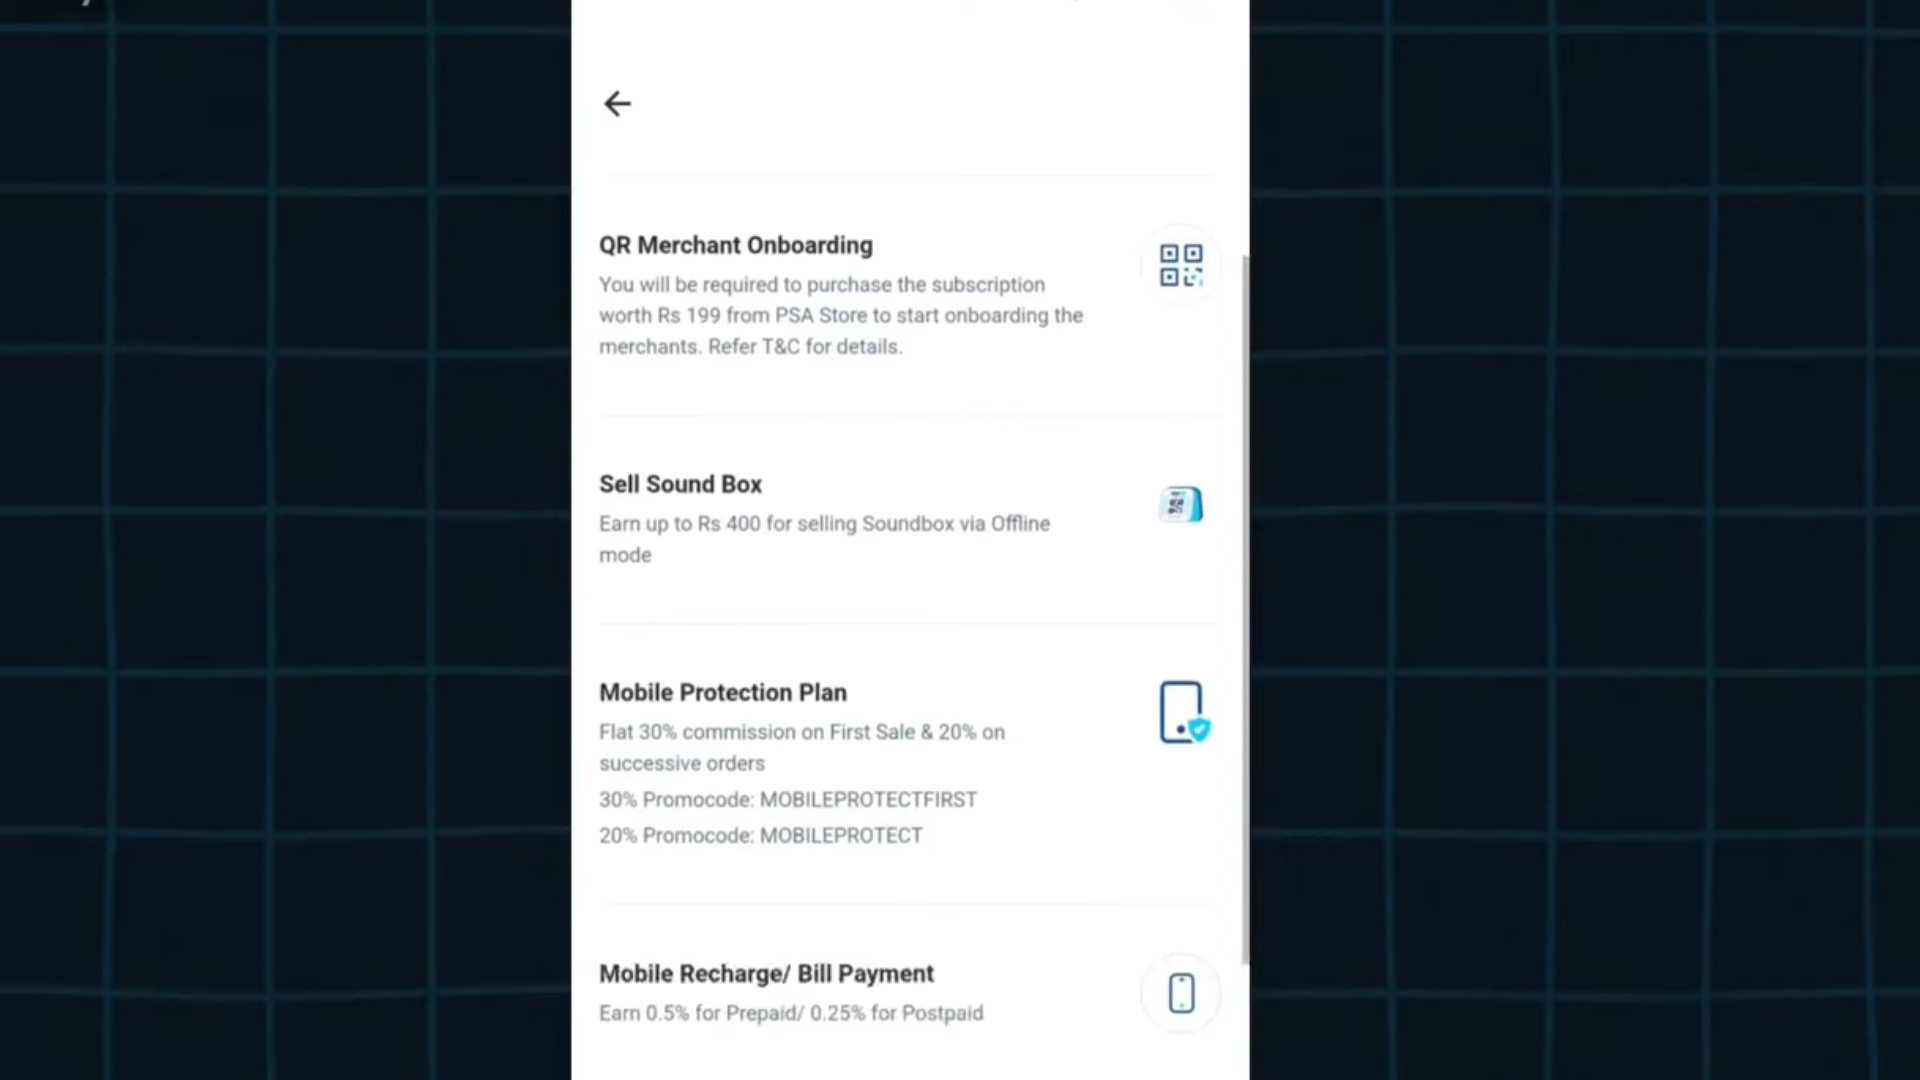 QR Merchant Onboarding
You will be required to purchase the subscription
worth Rs 199 from PSA Store to start onboarding the
merchants. Refer T&C for details.
Sell Sound Box
Earn up to Rs 400 for selling Soundbox via Offline
mode
Mobile Protection Plan
Flat 30% commission on First Sale & 20% on
successive orders
30% Promocode: MOBILEPROTECTFIRST
20% Promocode: MOBILEPROTECT
Mobile Recharge/ Bill Payment
Earn 0.5% for Prepaid/ 0.25% for Postpaid